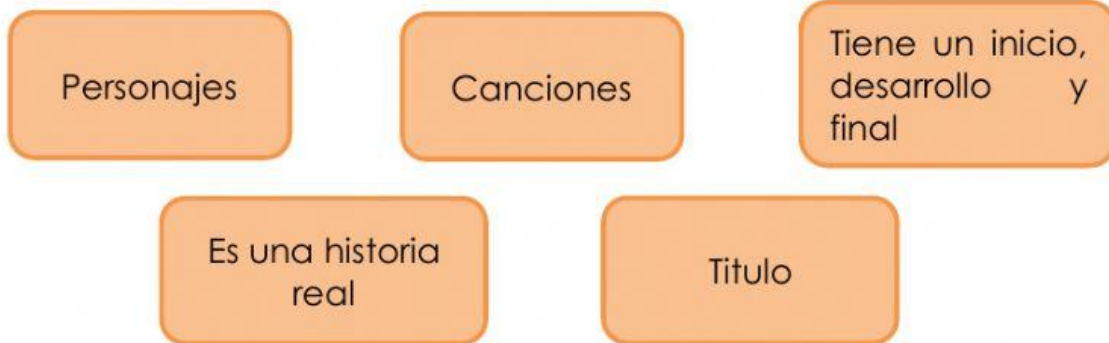 Personajes
Canciones
Tiene un inicio,
desarrollo y
final
Es una historia
real
Titulo